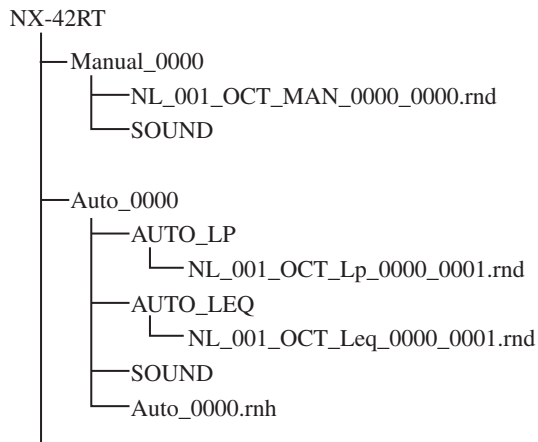 NX-42RT
Manual_0000
NL_001_OCT_MAN_0000_0000.rnd
SOUND
Auto_0000
AUTO_LP
NL_001_OCT_Lp_0000_0001.rnd
AUTO_LEQ
NL_001_OCT_Leq_0000_0001.rnd
SOUND
Auto_0000.rnh